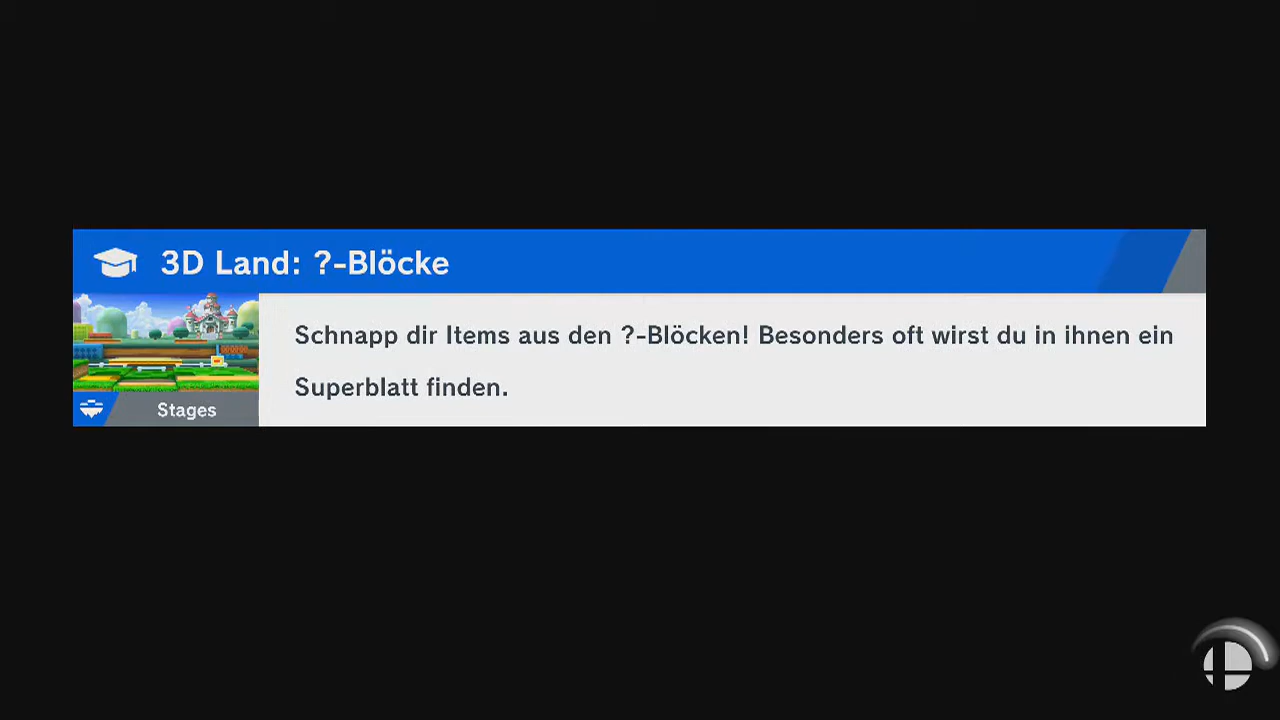 3D Land: ?-Blöcke
Schnapp dir Items aus den ?-Blöcken! Besonders oft wirst du in ihnen ein
Superblatt finden.
Stages